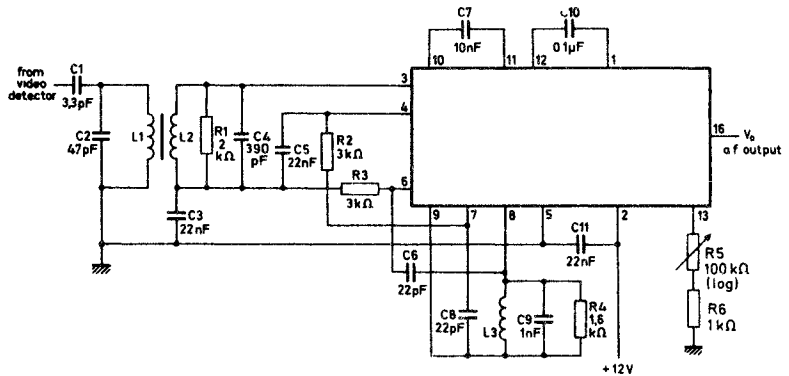 C7
10nF
C10
0.1μF
10
11
12
1
from
video
detector
C1
3,3pF
3
C2
47pF
L1
L2
R1
2
kΩ
C4
390
pF
C5
22nF
R2
3kΩ
4
R3
3kΩ
6
16
Vo
a f output
C3
22nF
9
7
8
5
2
13
C11
22nF
C6
22pF
R5
100kΩ
(log)
C8
22pF
L3
C9
1nF
R4
1,6
kΩ
R6
1kΩ
+12V